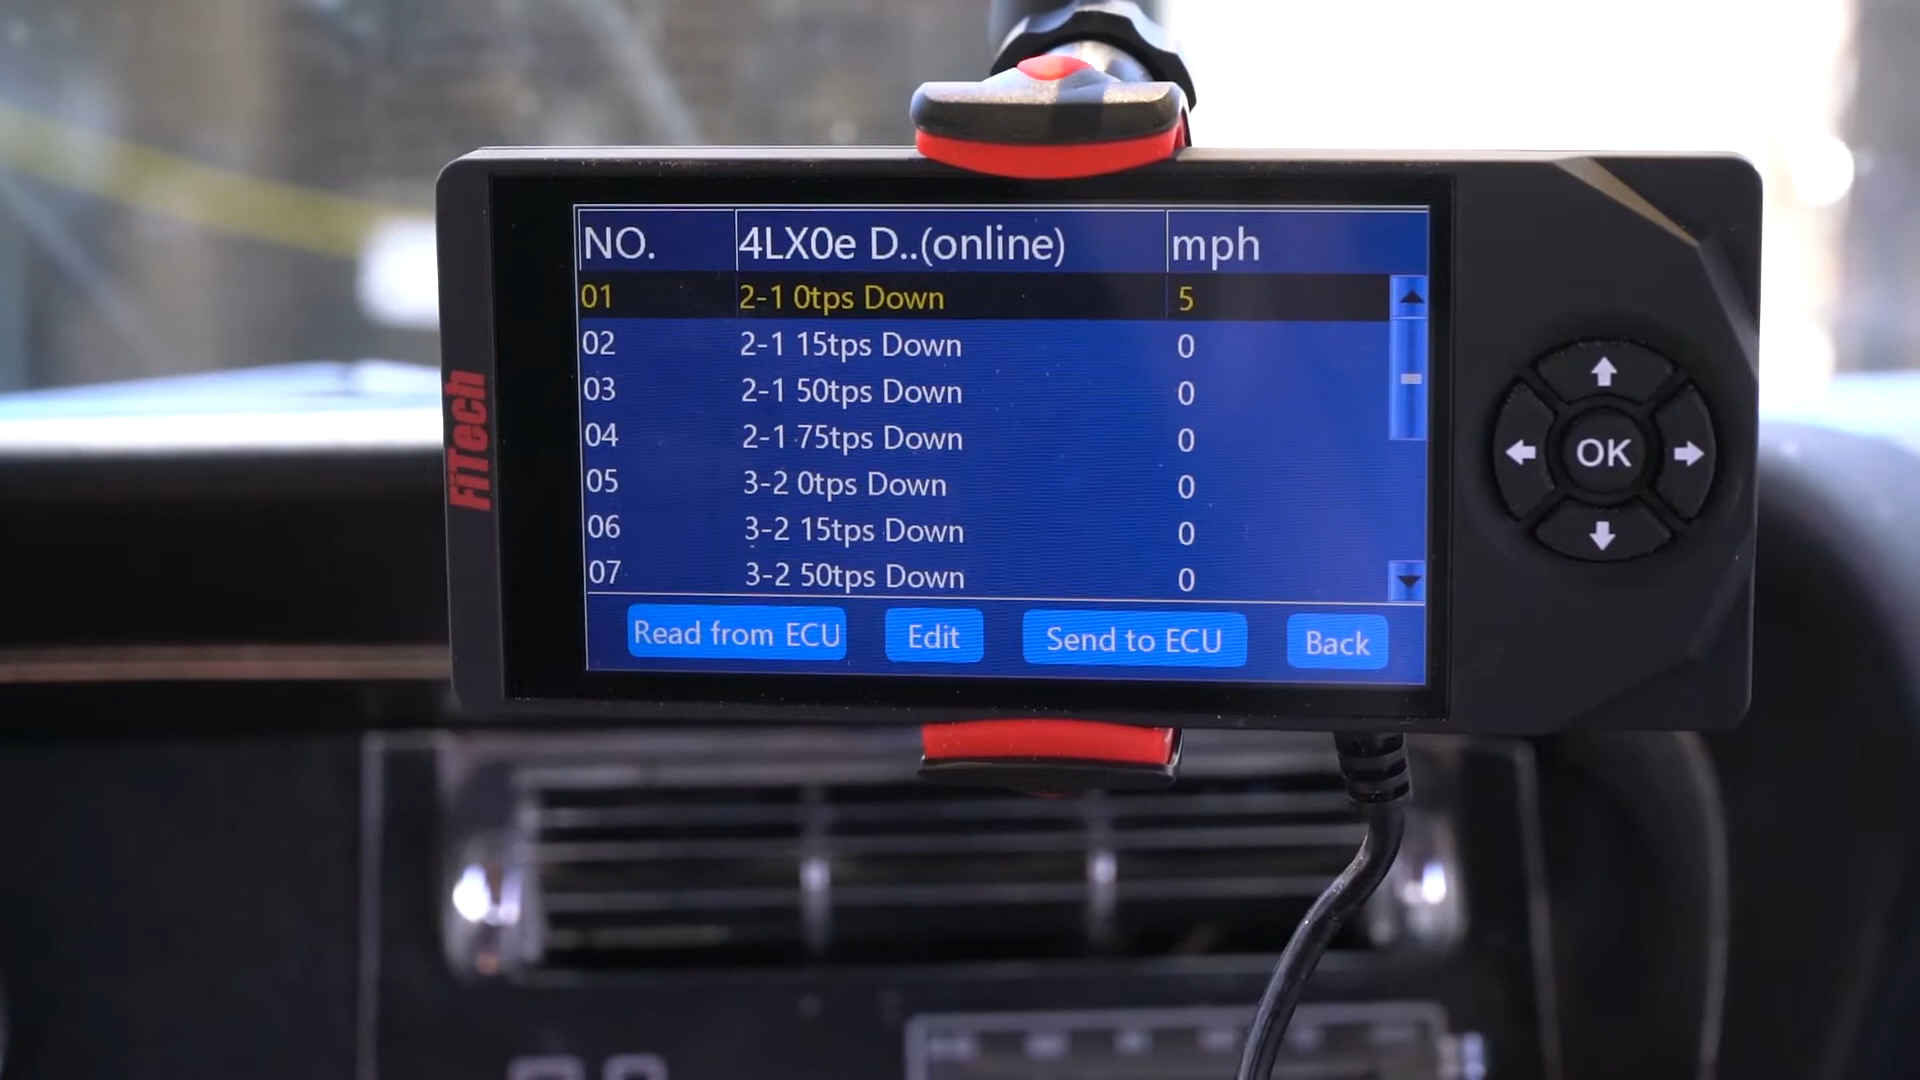 FiTech
NO. 4LX0e D..(online) mph
01 2-1 0tps Down 5
02 2-1 15tps Down 0
03 2-1 50tps Down 0
04 2-1 75tps Down 0
05 3-2 0tps Down 0
06 3-2 15tps Down 0
07 3-2 50tps Down 0
Read from ECU Edit Send to ECU Back
OK